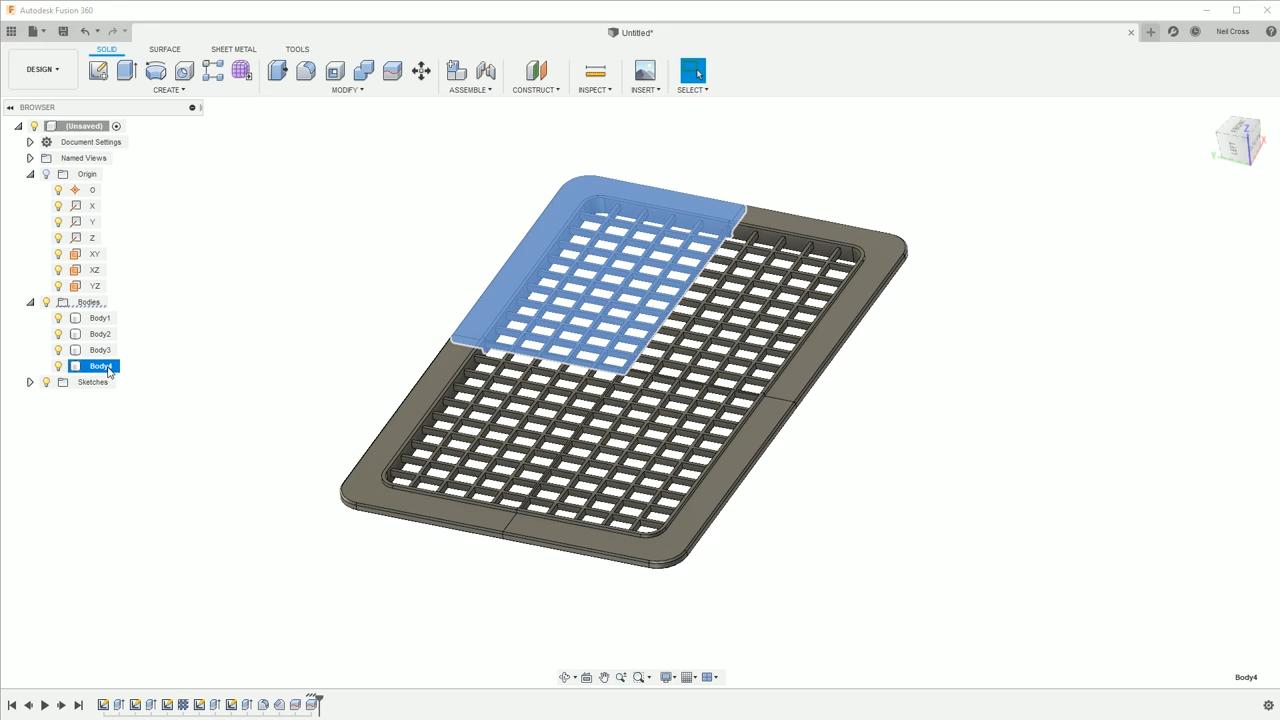 Autodesk Fusion 360
Untitled*
Neil Cross
SOLID SURFACE SHEET METAL TOOLS
DESIGN
CREATE MODIFY ASSEMBLE CONSTRUCT INSPECT INSERT SELECT
BROWSER
(Unsaved)
Document Settings
Named Views
Origin
O
X
Y
Z
XY
XZ
YZ
Bodies
Body1
Body2
Body3
Body4
Sketches
Z
X
Y
Body4